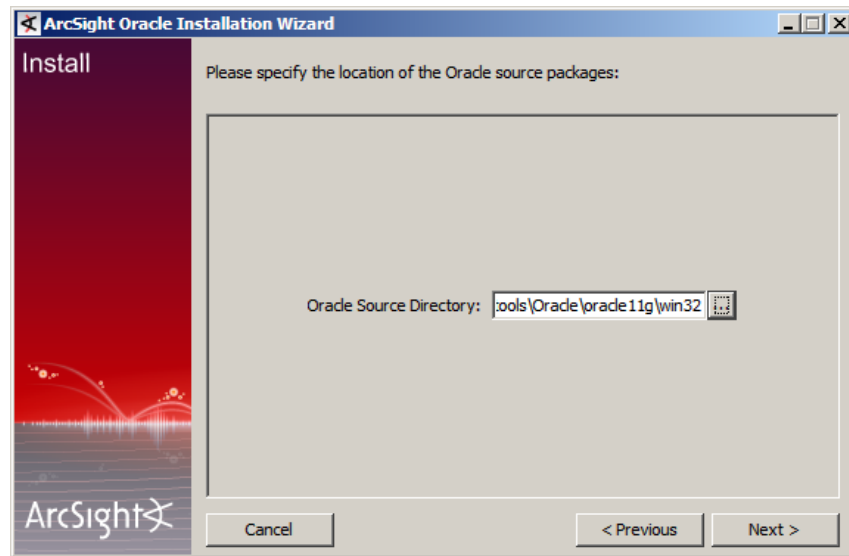 ArcSight Oracle Installation Wizard
Install
Please specify the location of the Oracle source packages:
Oracle Source Directory: :ools\Oracle\oracle11g\win32 ...
ArcSight
Cancel < Previous Next >